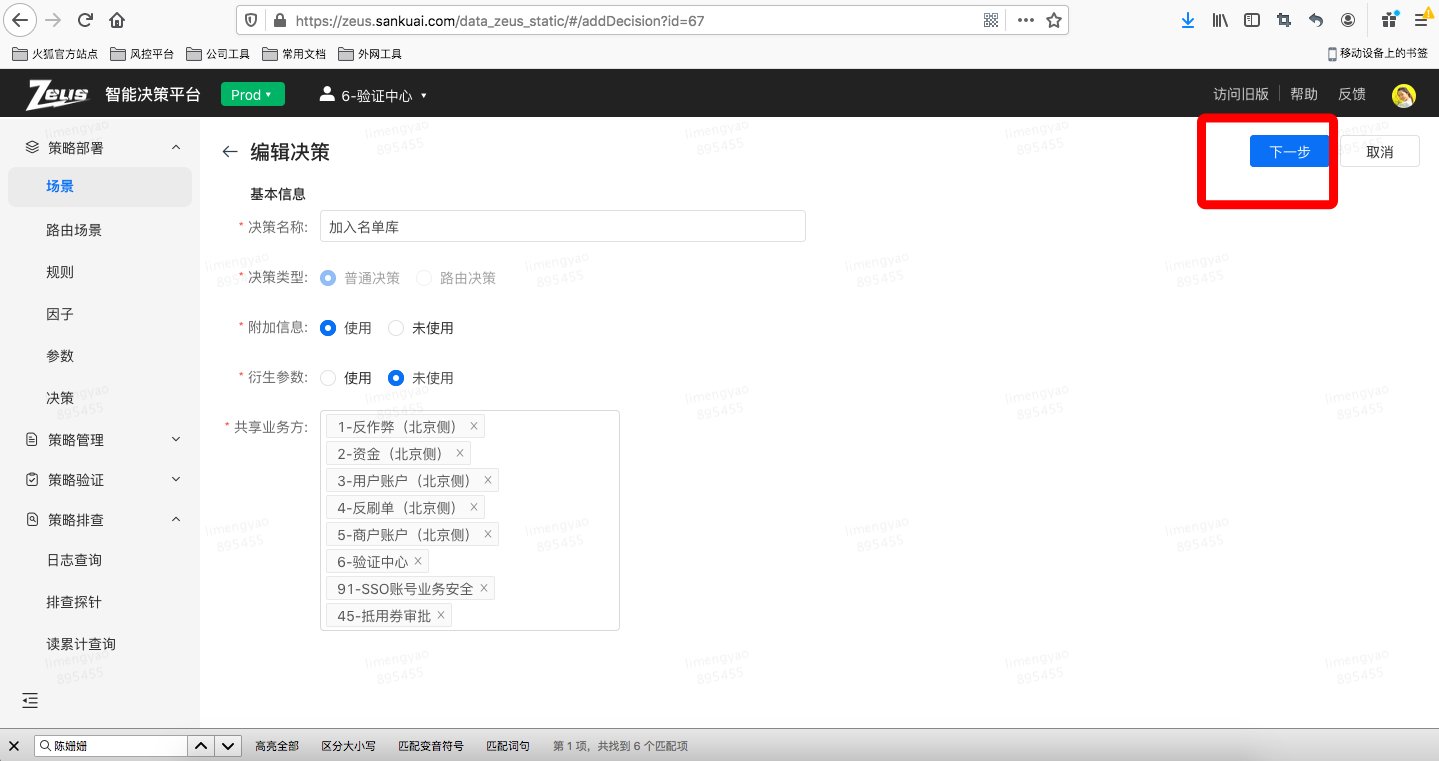 https://zeus.sankuai.com/data_zeus_static/#/addDecision?id=67
火狐官方站点 风控平台 公司工具 常用文档 外网工具 移动设备上的书签
Zeus 智能决策平台 Prod 6-验证中心 访问旧版 帮助 反馈
策略部署
场景
路由场景
规则
因子
参数
决策
策略管理
策略验证
策略排查
日志查询
排查探针
读累计查询
编辑决策 下一步 取消
基本信息
* 决策名称: 加入名单库
* 决策类型: 普通决策 路由决策
* 附加信息: 使用 未使用
* 衍生参数: 使用 未使用
* 共享业务方: 1-反作弊（北京侧） ×
2-资金（北京侧） ×
3-用户账户（北京侧） ×
4-反刷单（北京侧） ×
5-商户账户（北京侧） ×
6-验证中心 ×
91-SSO账号业务安全 ×
45-抵用券审批 ×
limengyao
895455
陈姗姗 高亮全部 区分大小写 匹配变音符号 匹配词句 第 1 项，共找到 6 个匹配项